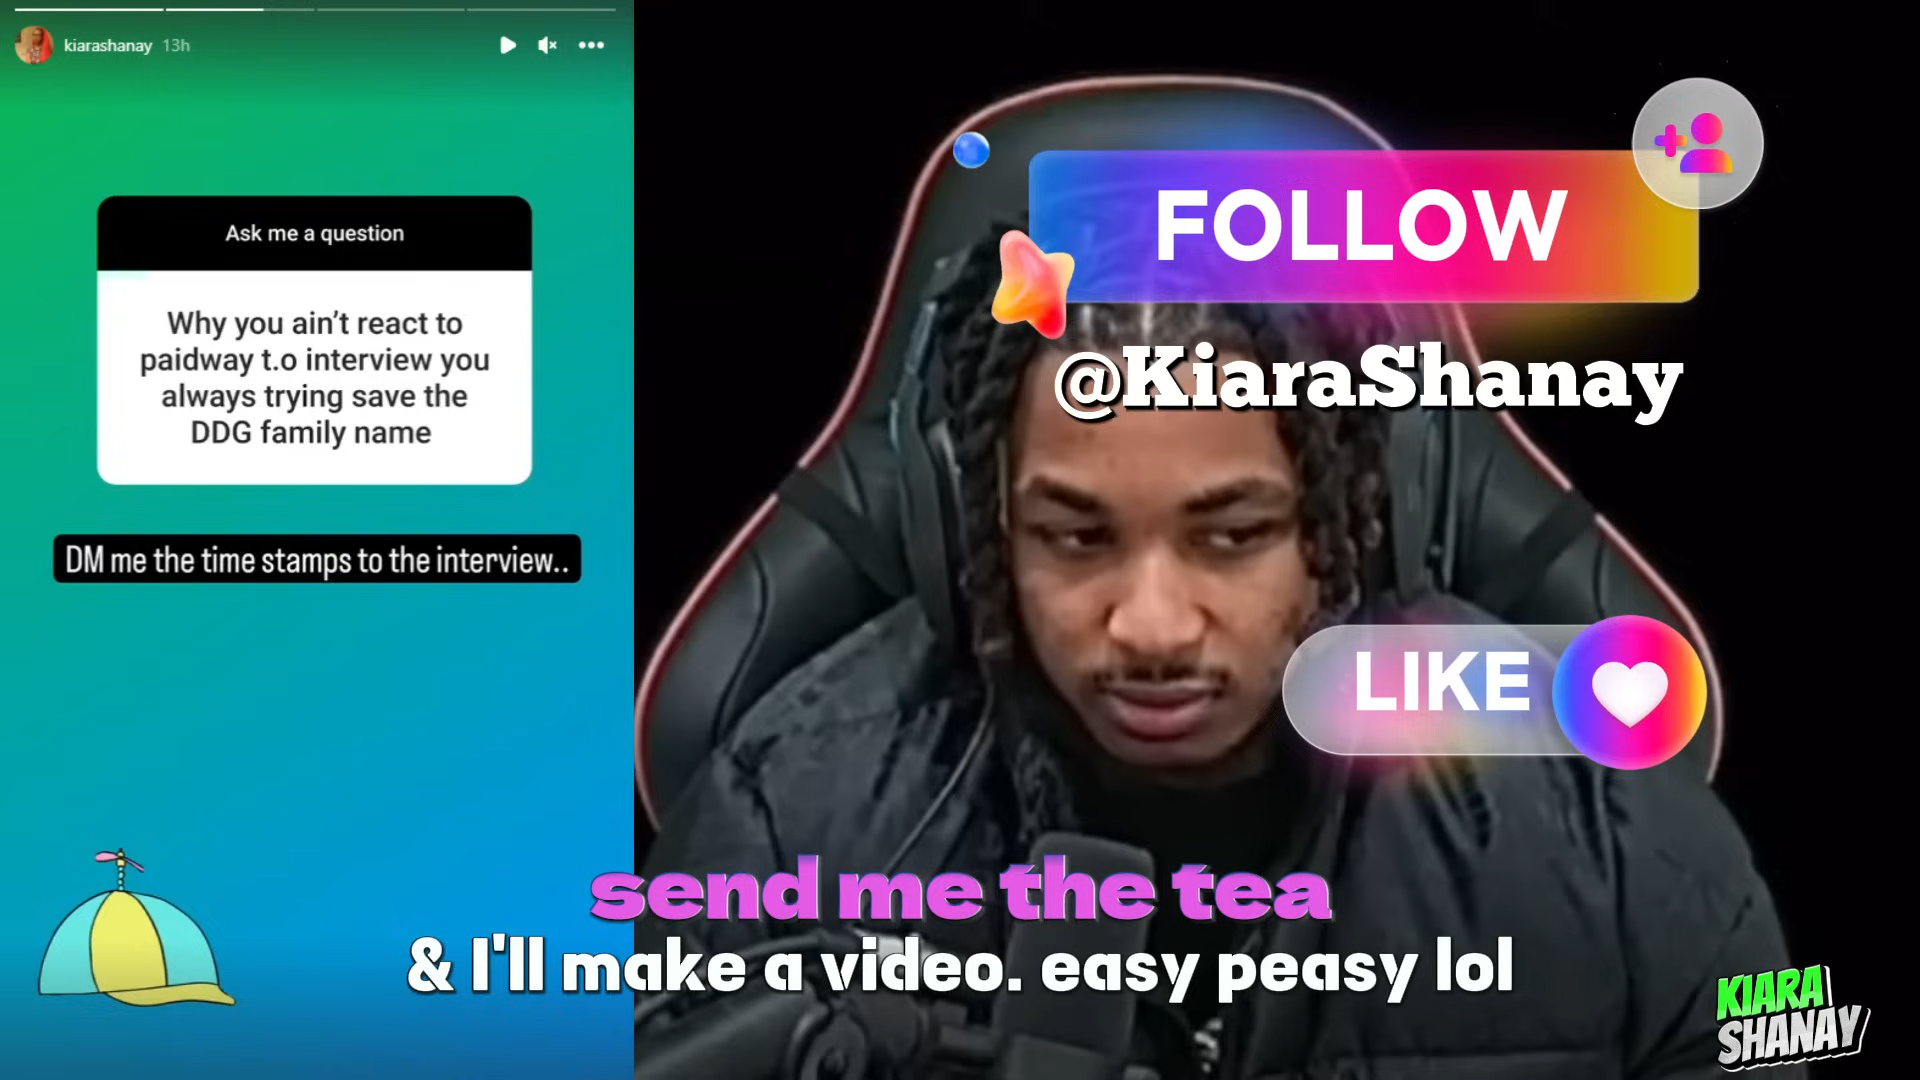 kiarashanay 13h
Ask me a question
Why you ain't react to
paidway t.o interview you
always trying save the
DDG family name
DM me the time stamps to the interview..
FOLLOW
@KiaraShanay
LIKE
send me the tea
& I'll make a video. easy peasy lol
KIARA
SHANAY